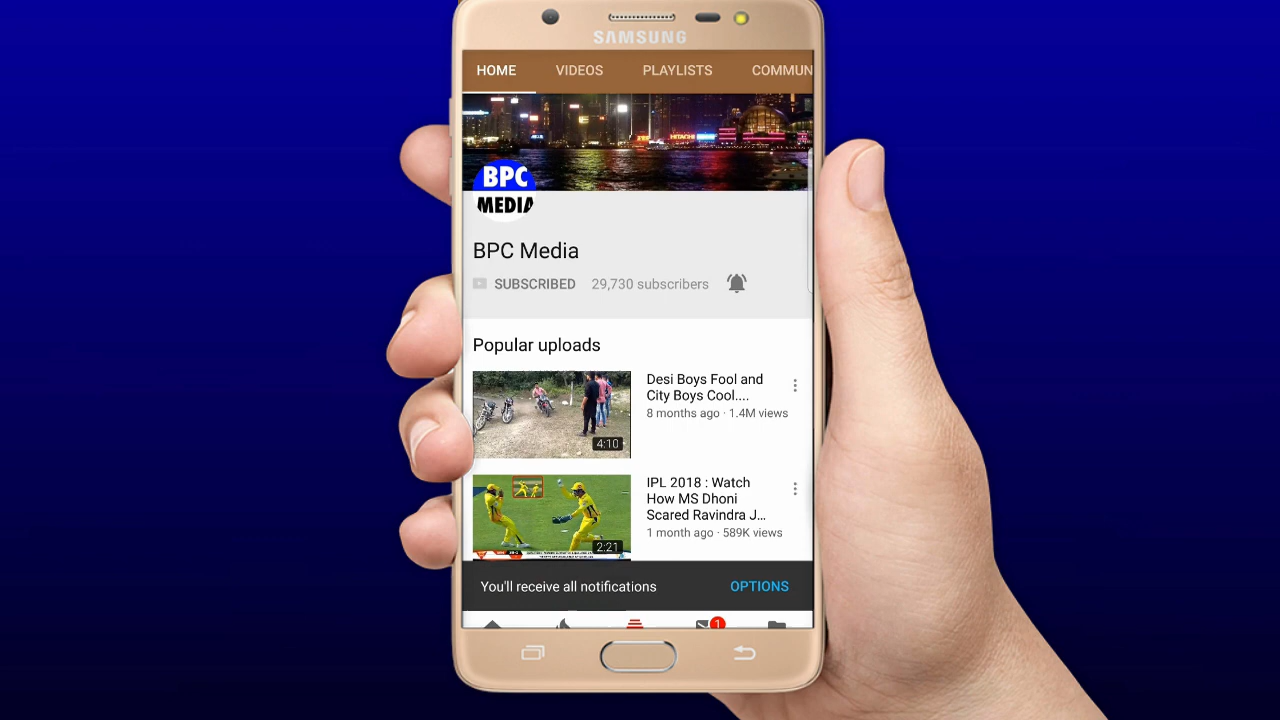 SAMSUNG
HOME VIDEOS PLAYLISTS COMMUN
HITACHI
BPC
MEDIA
BPC Media
SUBSCRIBED 29,730 subscribers
Popular uploads
Desi Boys Fool and
City Boys Cool....
8 months ago · 1.4M views
4:10
IPL 2018 : Watch
How MS Dhoni
Scared Ravindra J...
1 month ago · 589K views
2:21
You'll receive all notifications OPTIONS
1